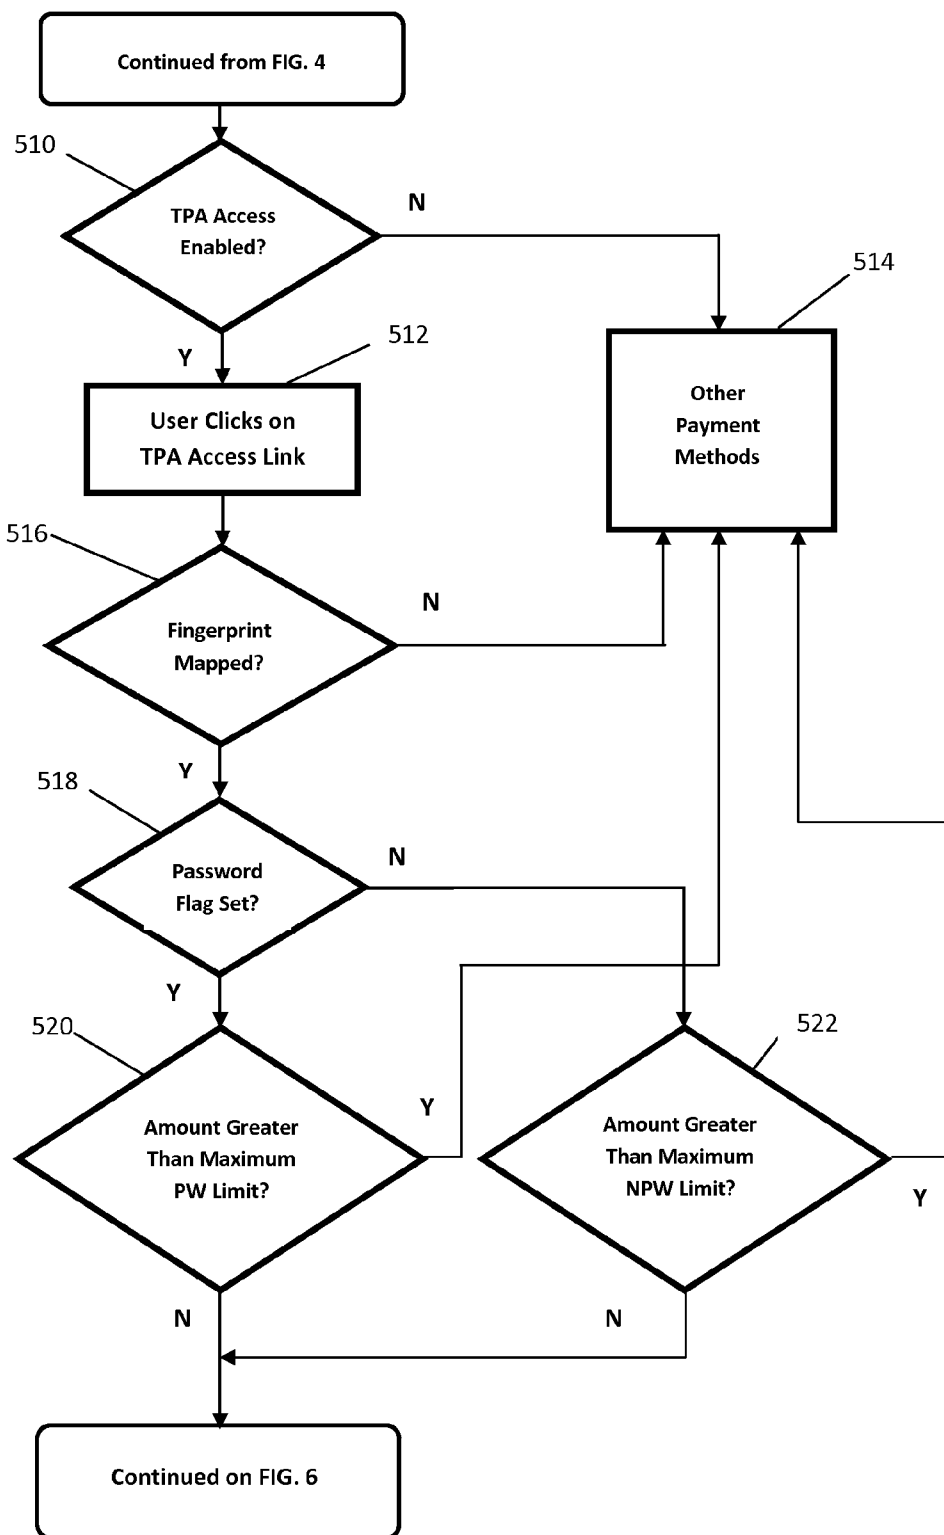 Continued from FIG. 4
510
TPA Access
Enabled?
N
514
Y
512
Other
Payment
Methods
User Clicks on
TPA Access Link
516
N
Fingerprint
Mapped?
Y
518
N
Password
Flag Set?
Y
520
522
Y
Amount Greater
Than Maximum
PW Limit?
Amount Greater
Than Maximum
NPW Limit?
Y
N
N
Continued on FIG. 6